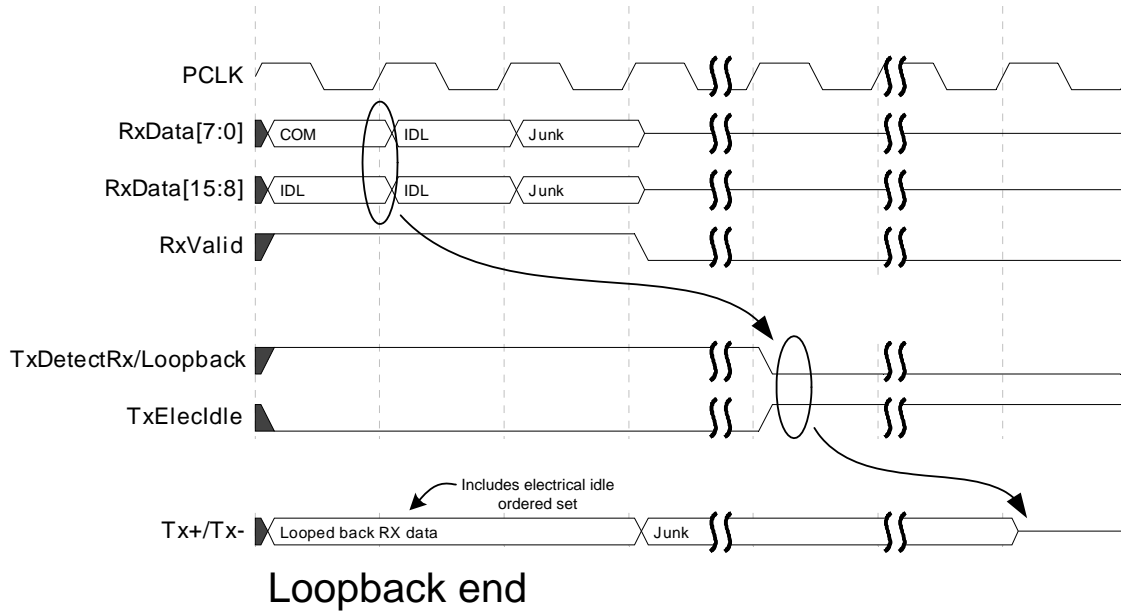 PCLK
RxData[7:0] COM IDL Junk
RxData[15:8] IDL IDL Junk
RxValid
TxDetectRx/Loopback
TxElecIdle
Includes electrical idle
ordered set
Tx+/Tx- Looped back RX data Junk
Loopback end